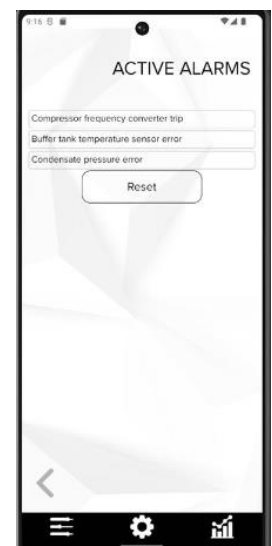 9:16
ACTIVE ALARMS
Compressor frequency converter trip
Buffer tank temperature sensor error
Condensate pressure error
Reset